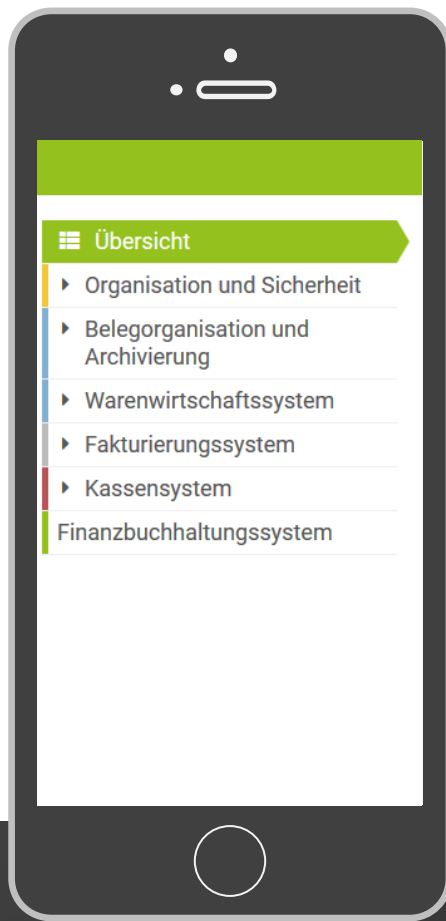 Übersicht
Organisation und Sicherheit
Belegorganisation und
Archivierung
Warenwirtschaftssystem
Fakturierungssystem
Kassensystem
Finanzbuchhaltungssystem